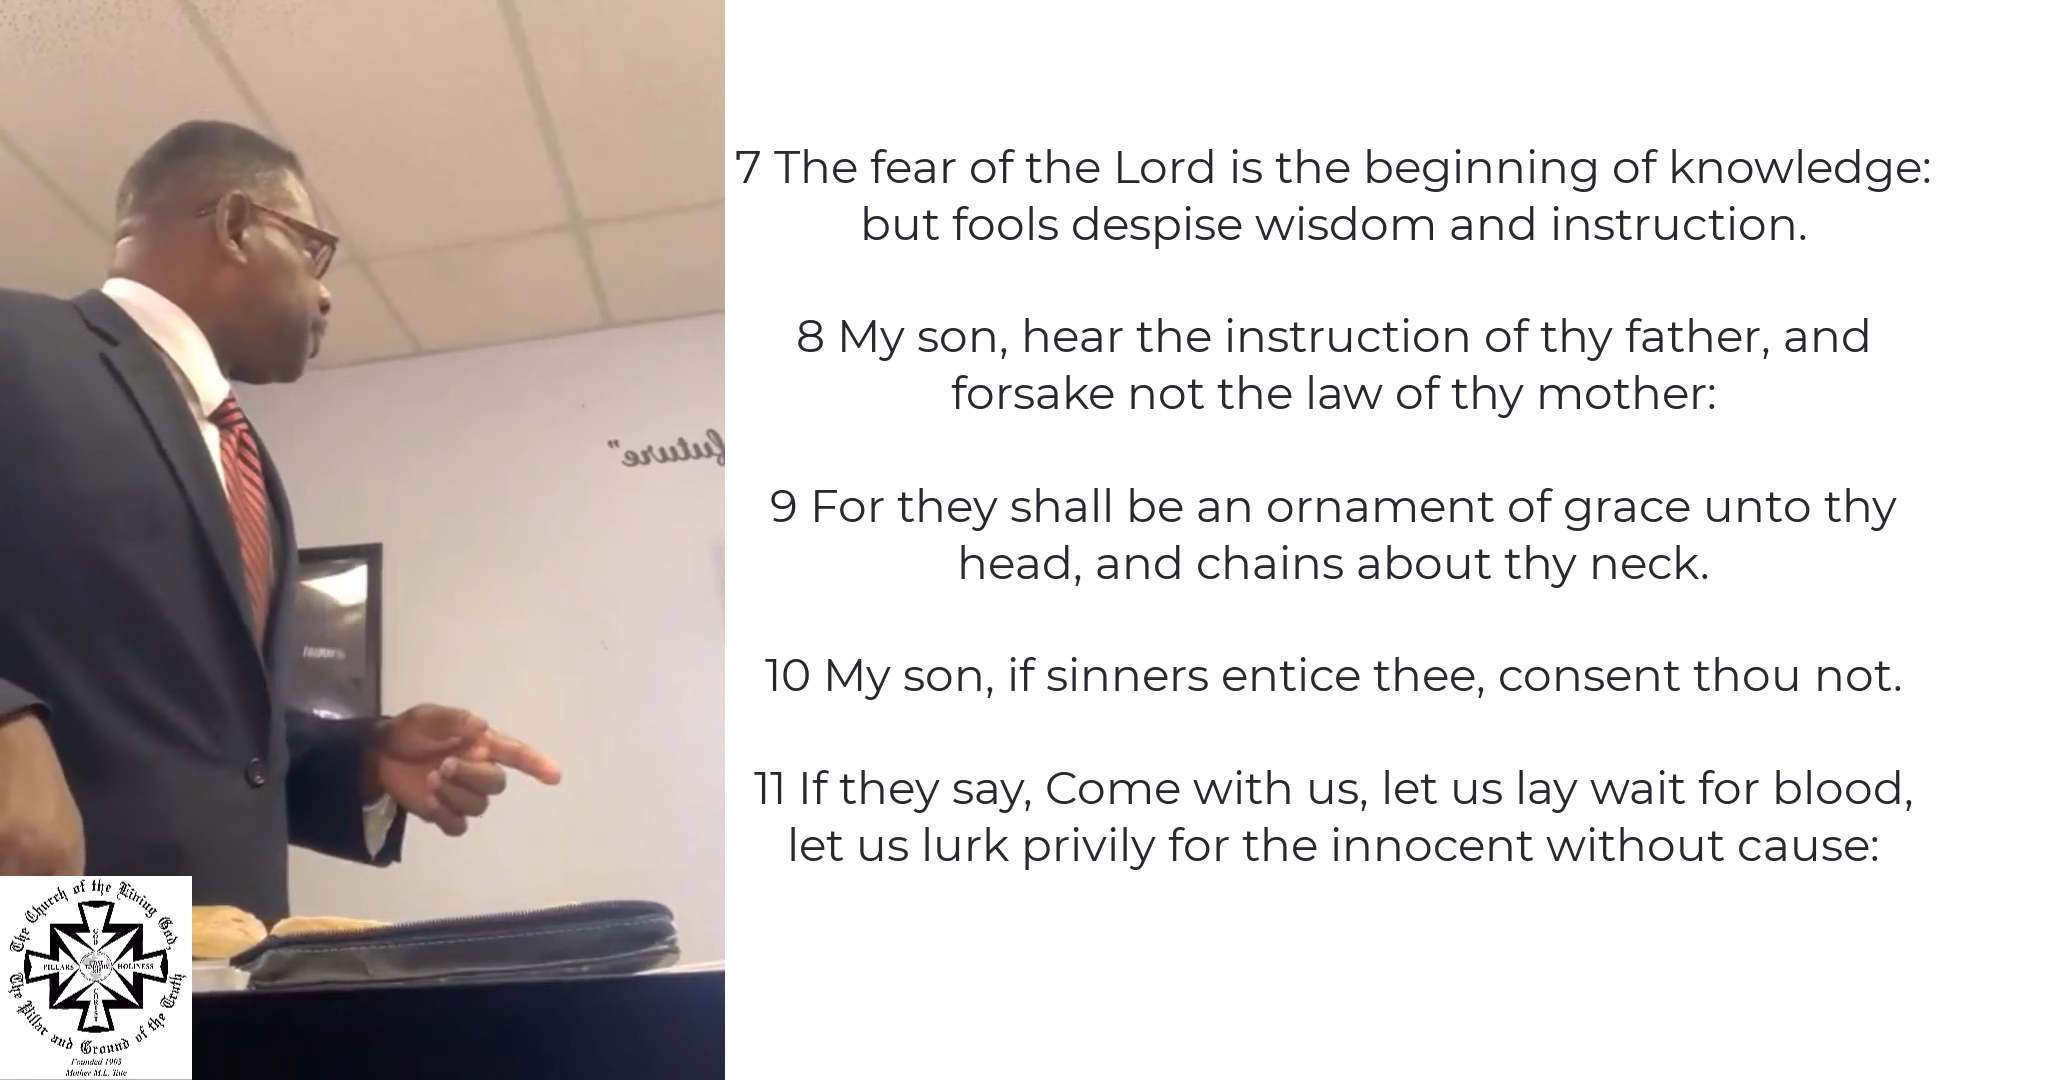 7 The fear of the Lord is the beginning of knowledge:
but fools despise wisdom and instruction.
8 My son, hear the instruction of thy father, and
forsake not the law of thy mother:
9 For they shall be an ornament of grace unto thy
head, and chains about thy neck.
10 My son, if sinners entice thee, consent thou not.
11 If they say, Come with us, let us lay wait for blood,
let us lurk privily for the innocent without cause:
future"
The Church of the Living God,
The Pillar and Ground of the Truth
GOD
PILLARS
HOLINESS
CHRIST
Founded 1903
Mother M.L. Tate